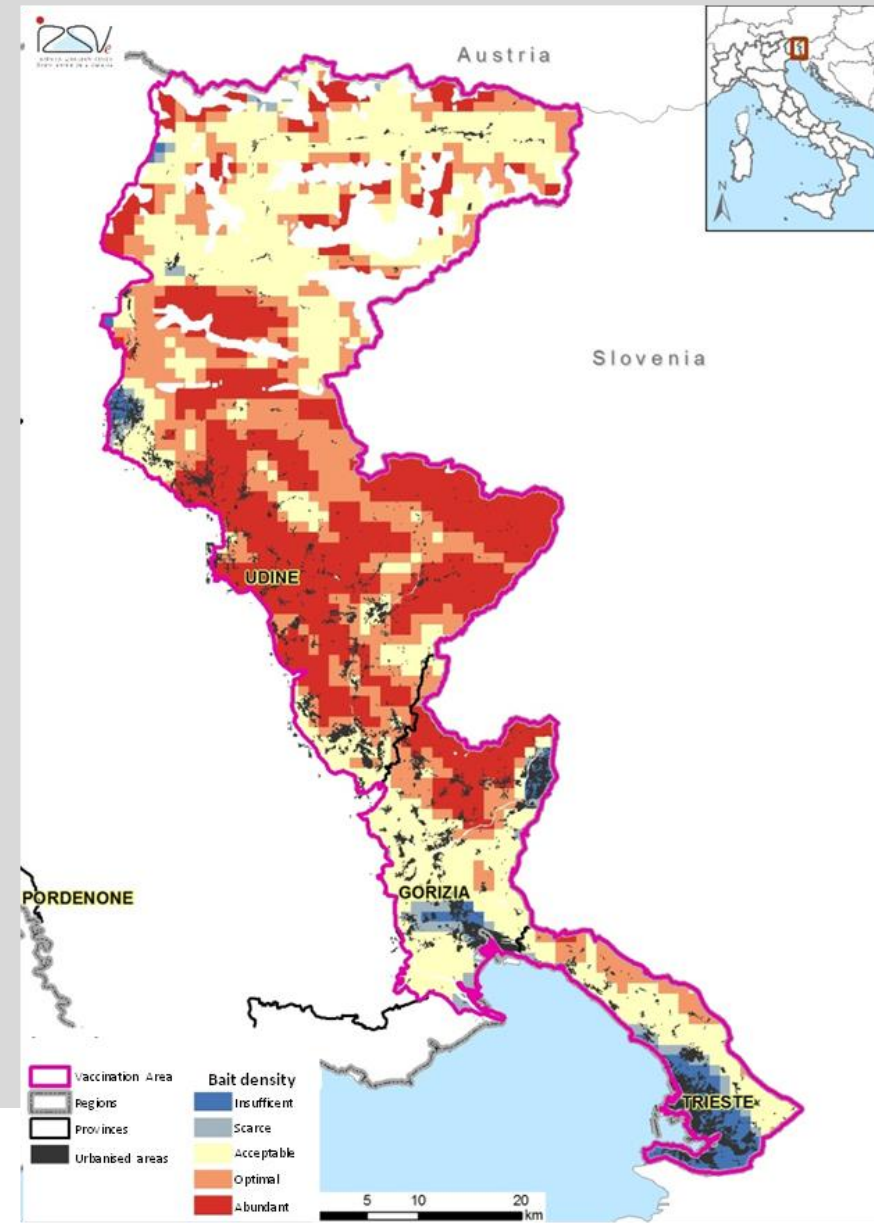 IZSVe
Austria
N
Slovenia
UDINE
PORDENONE
GORIZIA
TRIESTE
Vaccination Area
Regions
Provinces
Urbanised areas
Bait density
Insufficent
Scarce
Acceptable
Optimal
Abundant
5 10 20
km